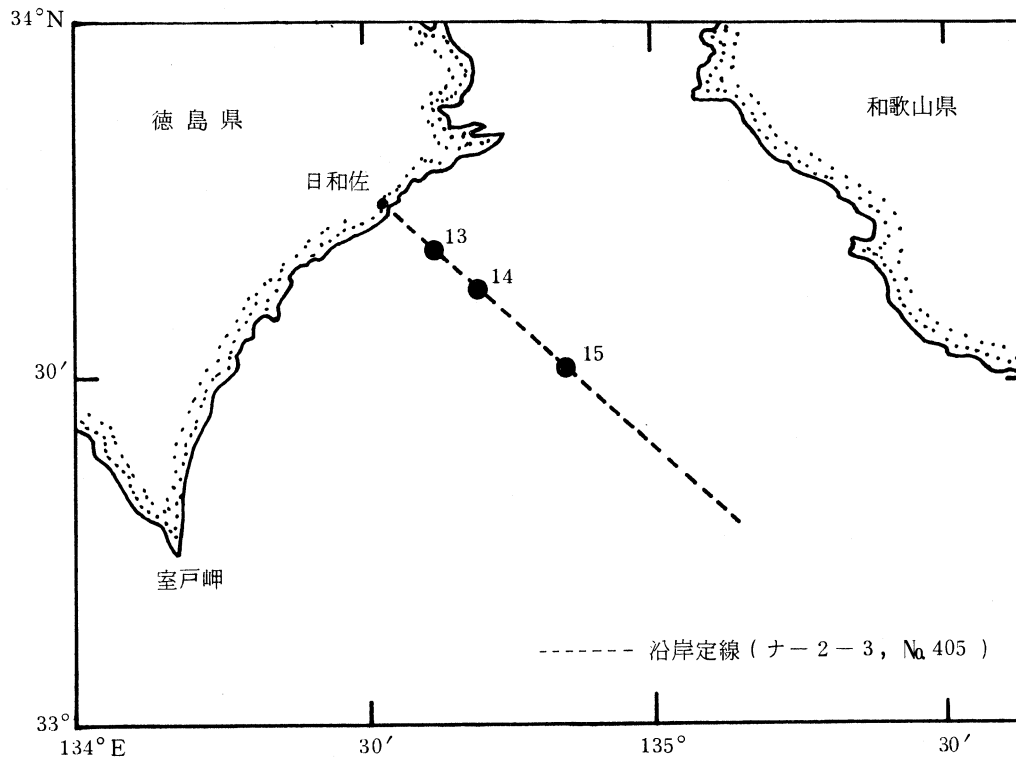 34°N
徳島県
和歌山県
日和佐
13
14
15
30′
室戸岬
------- 沿岸定線(ナ－2－3, No.405)
33°
134°E
30′
135°
30′